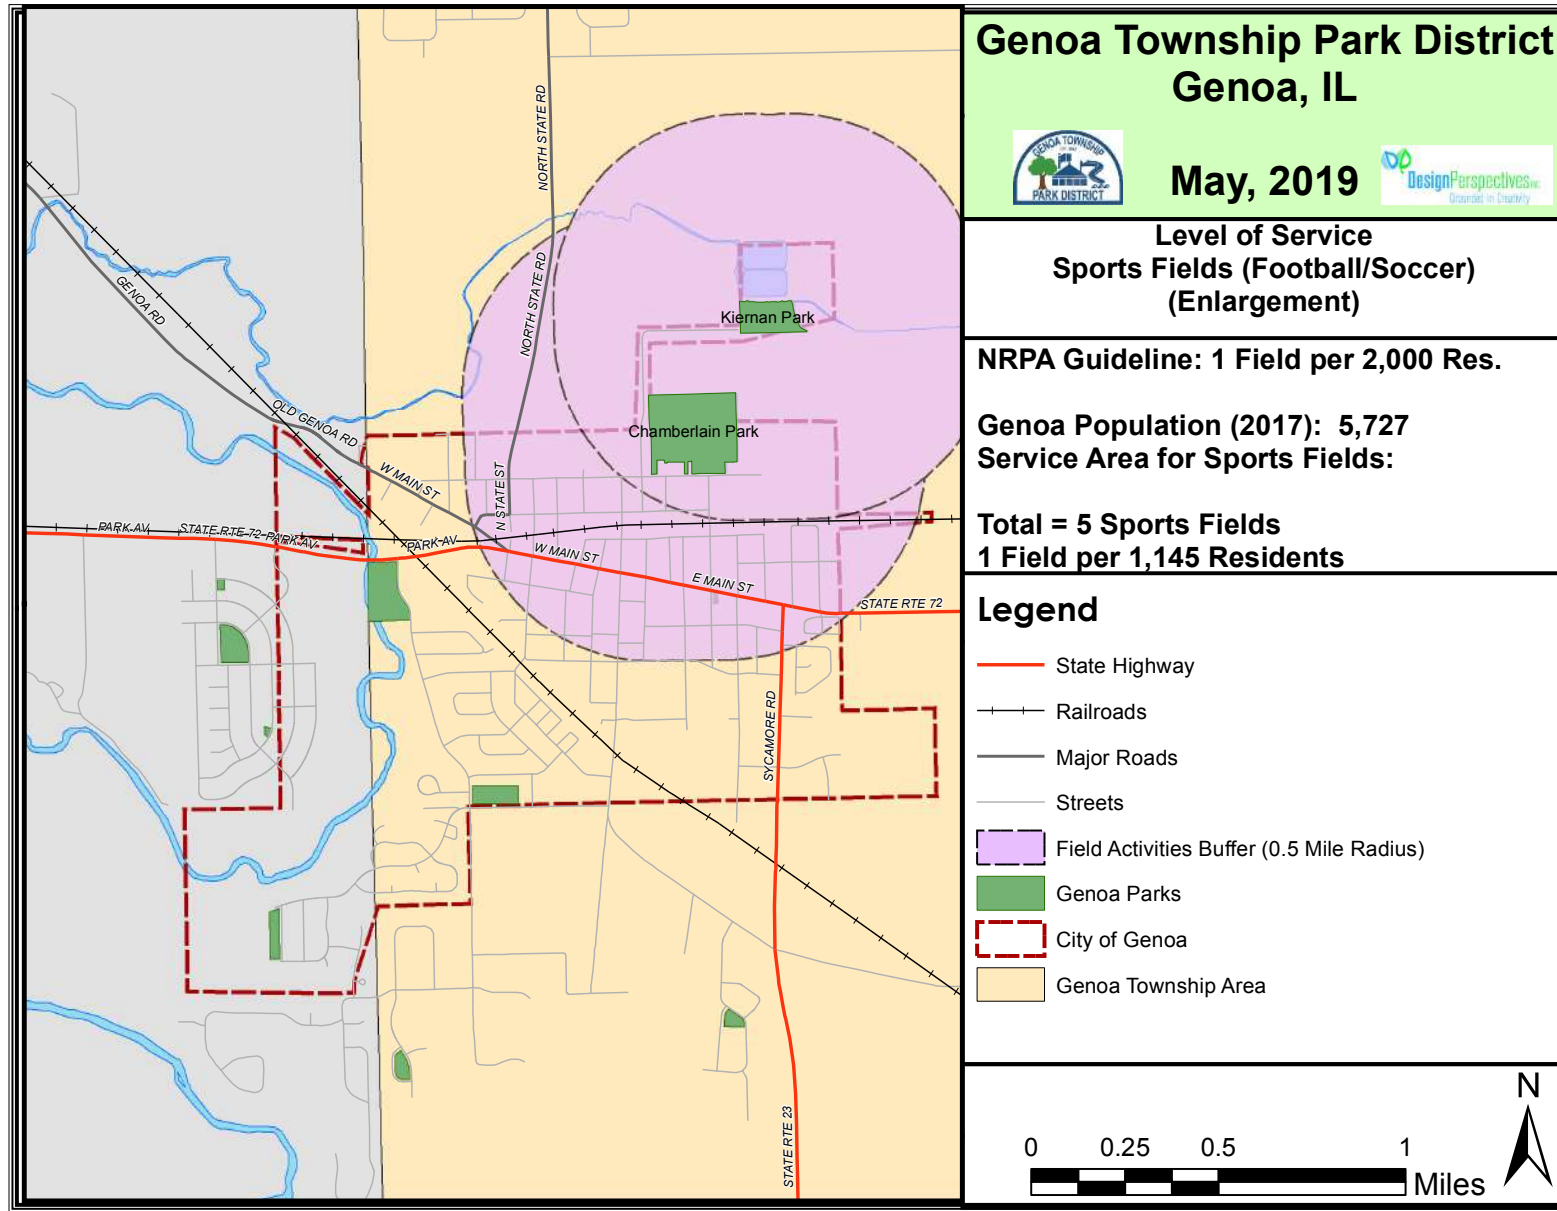 Genoa Township Park District
Genoa, IL
GENOA TOWNSHIP
PARK DISTRICT
May, 2019
DesignPerspectives
Grounded in Creativity
Level of Service
Sports Fields (Football/Soccer)
(Enlargement)
NRPA Guideline: 1 Field per 2,000 Res.
Genoa Population (2017): 5,727
Service Area for Sports Fields:
Total = 5 Sports Fields
1 Field per 1,145 Residents
Legend
State Highway
Railroads
Major Roads
Streets
Field Activities Buffer (0.5 Mile Radius)
Genoa Parks
City of Genoa
Genoa Township Area
0 0.25 0.5 1
Miles
N
NORTH STATE RD
NORTH STATE RD
GENOA RD
Kiernan Park
OLD GENOA RD
Chamberlain Park
W MAIN ST
N STATE ST
PARK AV
STATE RTE 72-PARK AV
PARK AV
W MAIN ST
E MAIN ST
STATE RTE 72
SYCAMORE RD
STATE RTE 23